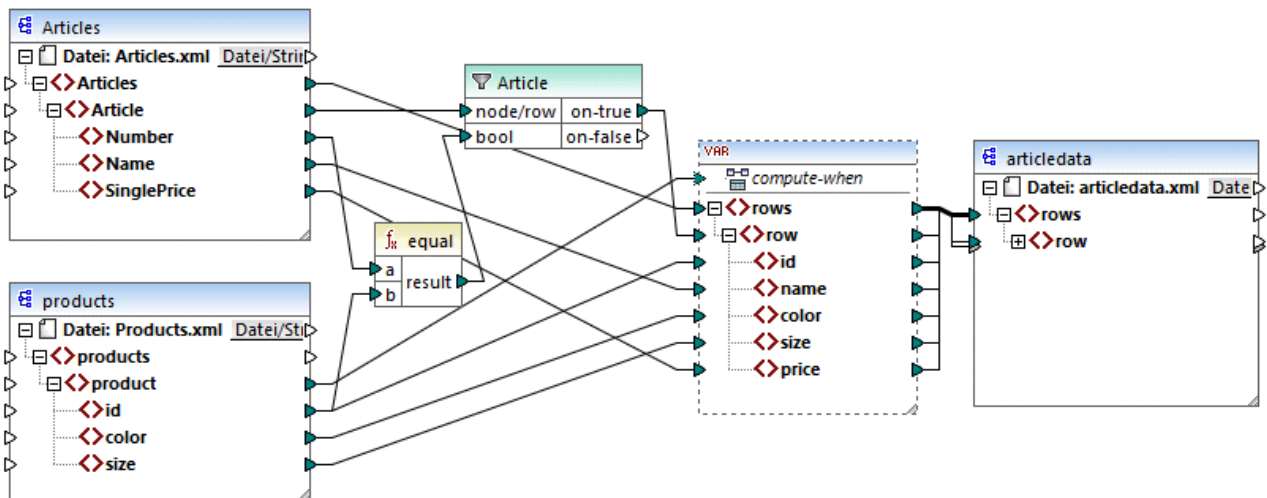 Articles
Datei: Articles.xml Datei/Strin
Articles
Article
Number
Name
SinglePrice
Article
node/row on-true
bool on-false
equal
a
result
b
products
Datei: Products.xml Datei/Stri
products
product
id
color
size
VAR
compute-when
rows
row
id
name
color
size
price
articledata
Datei: articledata.xml Date
rows
row